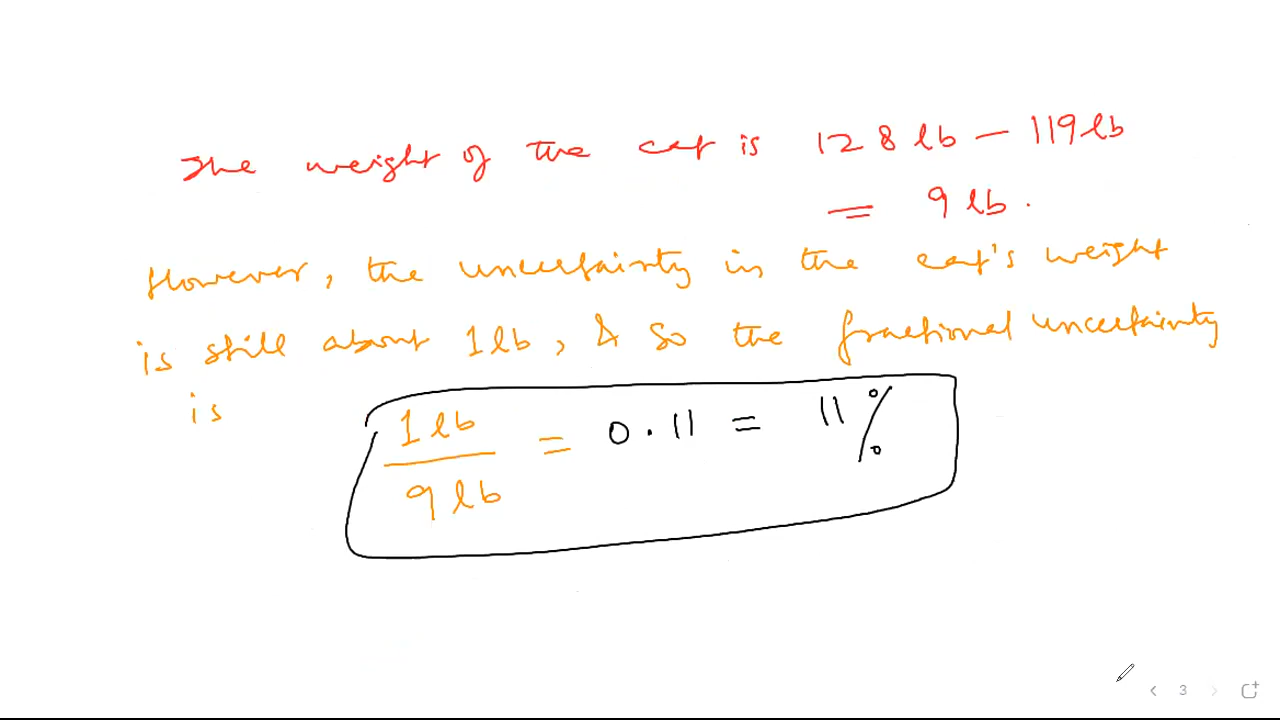 The weight of the cat is 128 lb – 119 lb
= 9 lb.
However, the uncertainty in the cat's weight
is still about 1 lb, & so the fractional uncertainty
is
1 lb / 9 lb = 0.11 = 11%
3